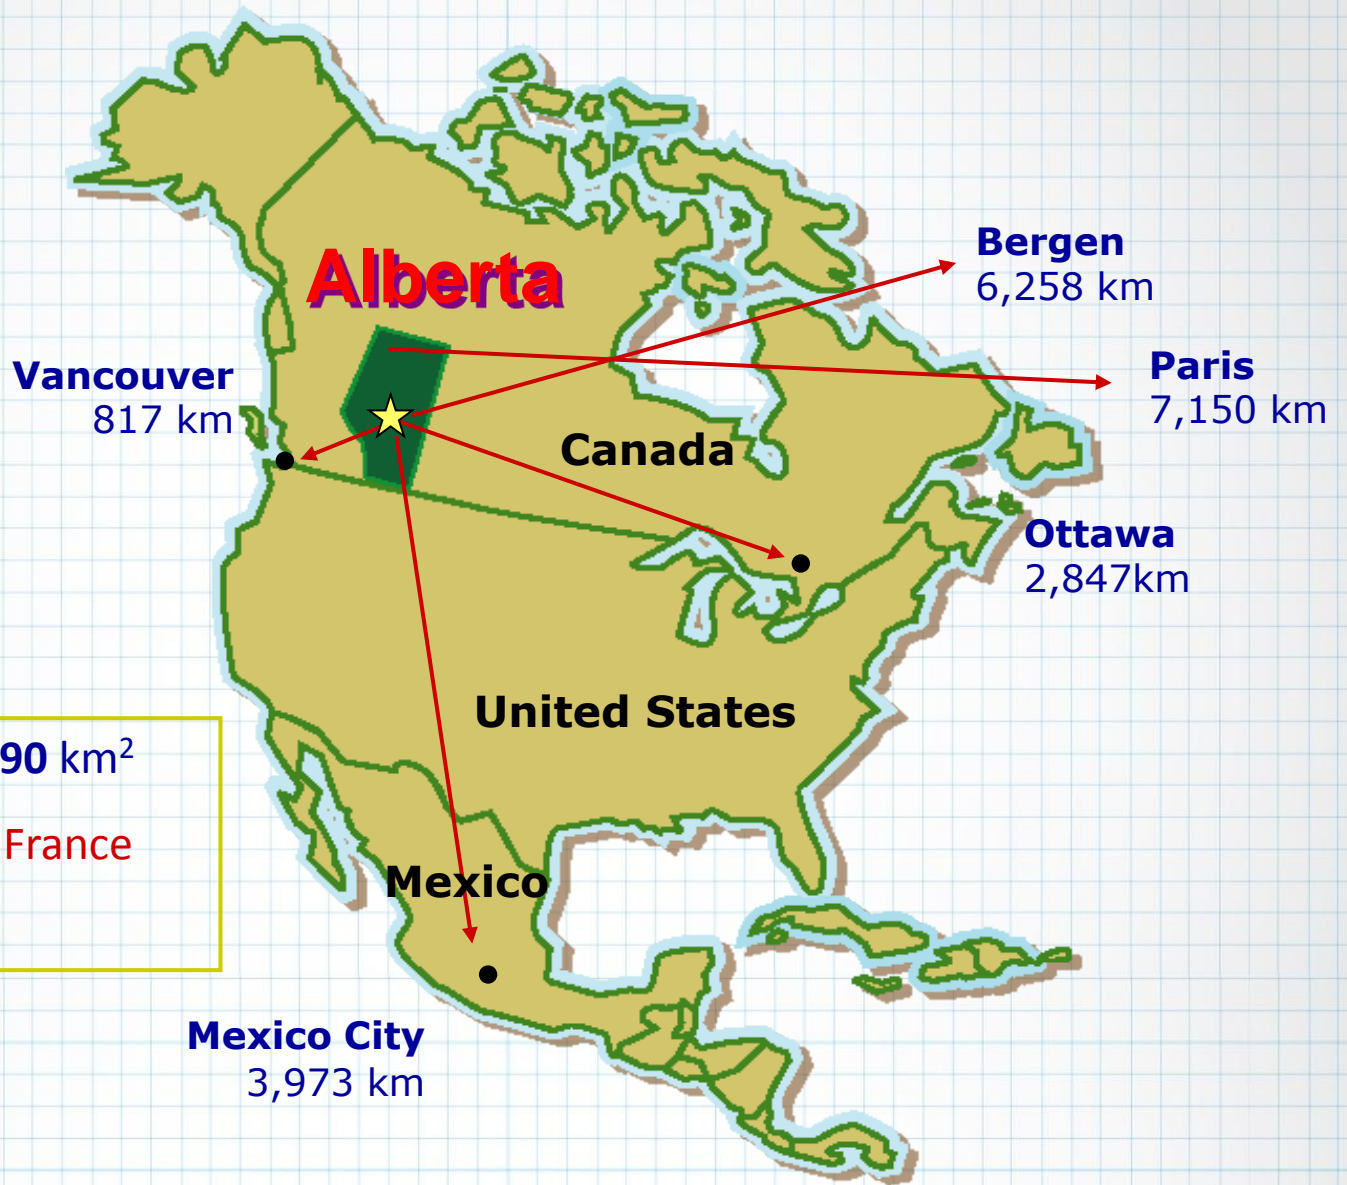 Alberta
Bergen
6,258 km
Vancouver
817 km
Paris
7,150 km
Canada
Ottawa
2,847km
United States
90 km²
France
Mexico
Mexico City
3,973 km